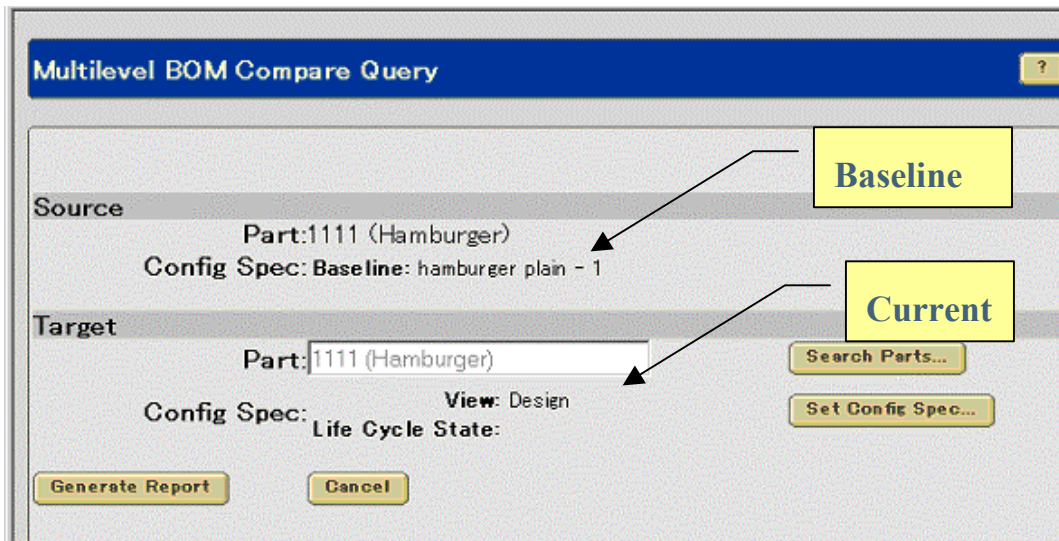 Multilevel BOM Compare Query
?
Baseline
Source
Part:1111 (Hamburger)
Config Spec: Baseline: hamburger plain - 1
Current
Target
Part: 1111 (Hamburger) Search Parts...
Config Spec: View: Design Set Config Spec...
Life Cycle State:
Generate Report Cancel